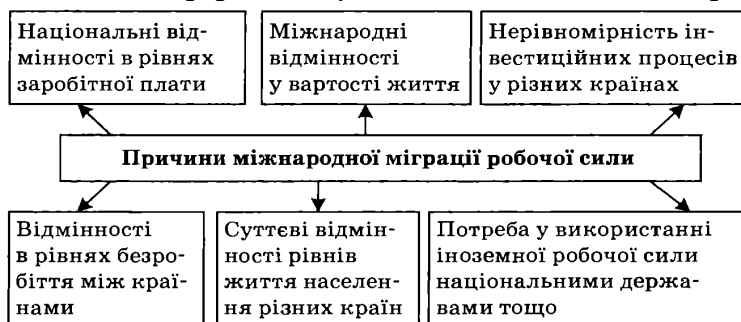 Національні від-
мінності в рівнях
заробітної плати
Міжнародні
відмінності
у вартості життя
Нерівномірність ін-
вестиційних процесів
у різних країнах
Причини міжнародної міграції робочої сили
Відмінності
в рівнях безро-
біття між краї-
нами
Суттєві відмін-
ності рівнів
життя населен-
ня різних країн
Потреба у використанні
іноземної робочої сили
національними держа-
вами тощо